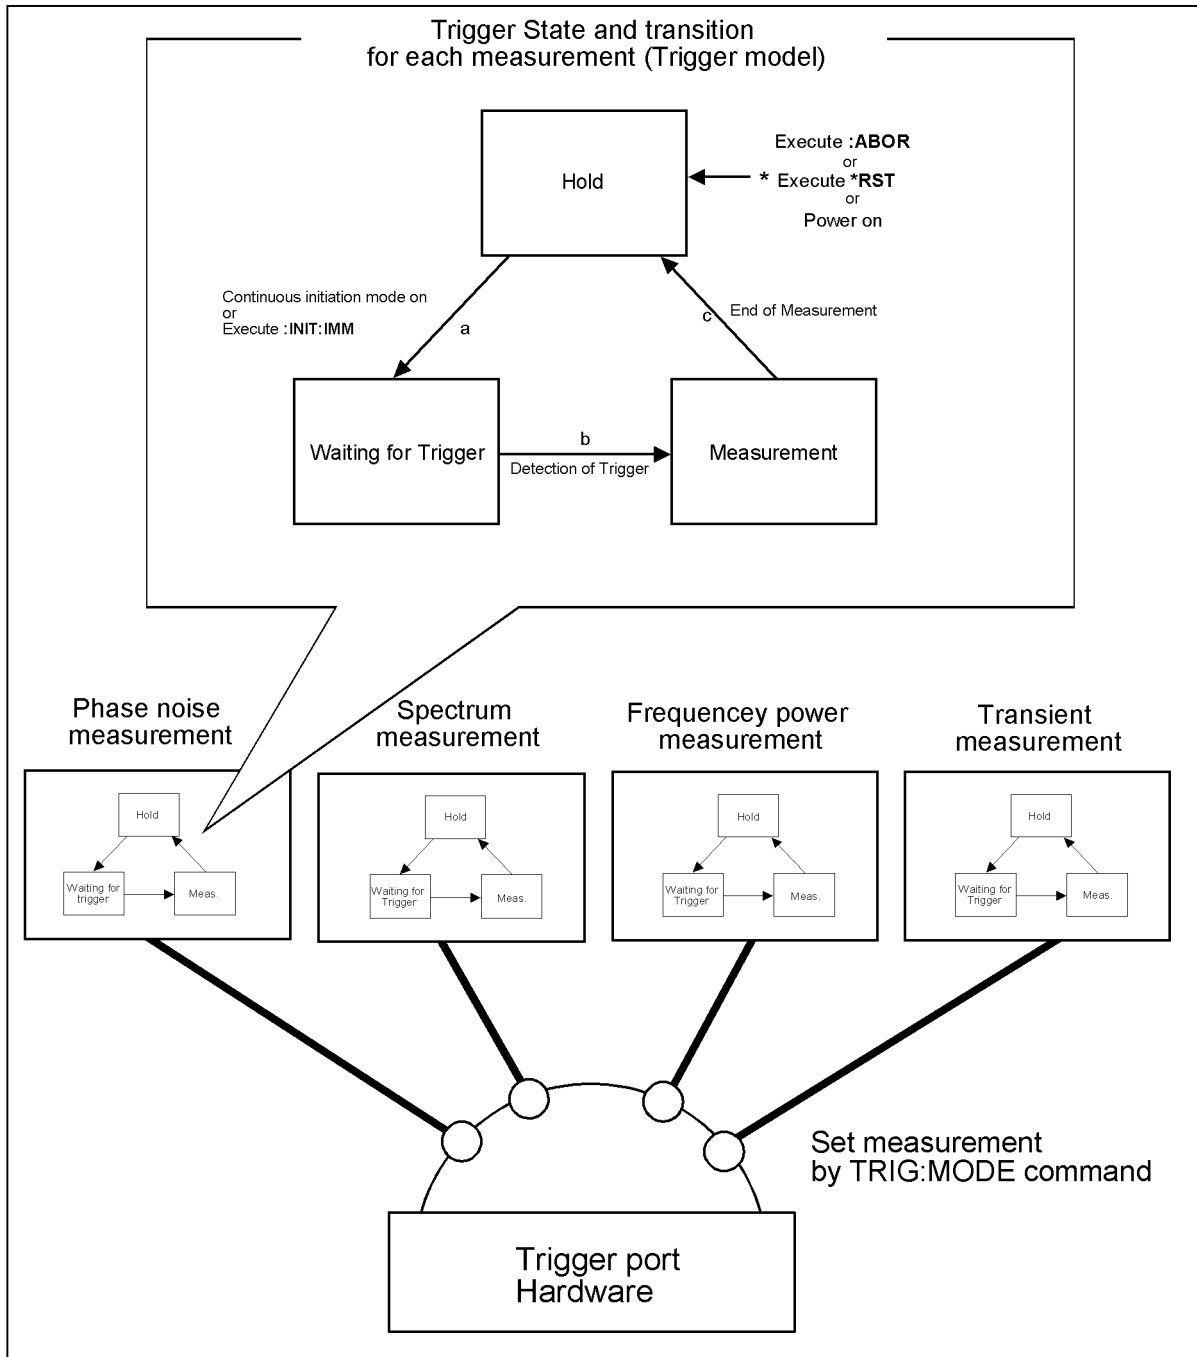 Trigger State and transition
for each measurement (Trigger model)
Hold
Execute :ABOR
or
* Execute *RST
or
Power on
Continuous initiation mode on
or
Execute :INIT:IMM
a
c
End of Measurement
Waiting for Trigger
b
Detection of Trigger
Measurement
Phase noise
measurement
Spectrum
measurement
Frequencey power
measurement
Transient
measurement
Hold
Waiting for
trigger
Meas.
Hold
Waiting for
Trigger
Meas.
Hold
Waiting for
Trigger
Meas.
Hold
Waiting for
Trigger
Meas.
Set measurement
by TRIG:MODE command
Trigger port
Hardware